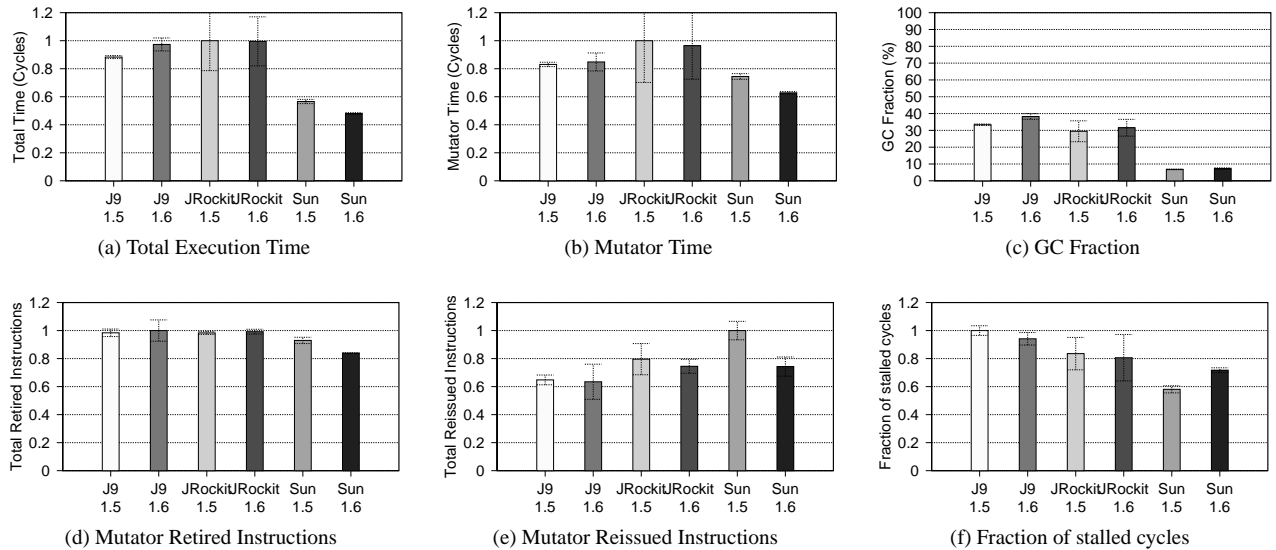 Total Time (Cycles)
1.2
1
0.8
0.6
0.4
0.2
0
J9 J9 JRockit JRockit Sun Sun
1.5 1.6 1.5 1.6 1.5 1.6
(a) Total Execution Time
Mutator Time (Cycles)
1.2
1
0.8
0.6
0.4
0.2
0
J9 J9 JRockit JRockit Sun Sun
1.5 1.6 1.5 1.6 1.5 1.6
(b) Mutator Time
GC Fraction (%)
100
90
80
70
60
50
40
30
20
10
0
J9 J9 JRockit JRockit Sun Sun
1.5 1.6 1.5 1.6 1.5 1.6
(c) GC Fraction
Total Retired Instructions
1.2
1
0.8
0.6
0.4
0.2
0
J9 J9 JRockit JRockit Sun Sun
1.5 1.6 1.5 1.6 1.5 1.6
(d) Mutator Retired Instructions
Total Reissued Instructions
1.2
1
0.8
0.6
0.4
0.2
0
J9 J9 JRockit JRockit Sun Sun
1.5 1.6 1.5 1.6 1.5 1.6
(e) Mutator Reissued Instructions
Fraction of stalled cycles
1.2
1
0.8
0.6
0.4
0.2
0
J9 J9 JRockit JRockit Sun Sun
1.5 1.6 1.5 1.6 1.5 1.6
(f) Fraction of stalled cycles